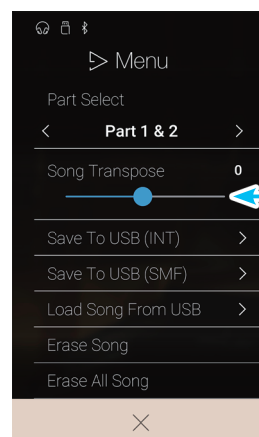 Menu
Part Select
< Part 1 & 2 >
Song Transpose 0
Save To USB (INT) >
Save To USB (SMF) >
Load Song From USB >
Erase Song
Erase All Song